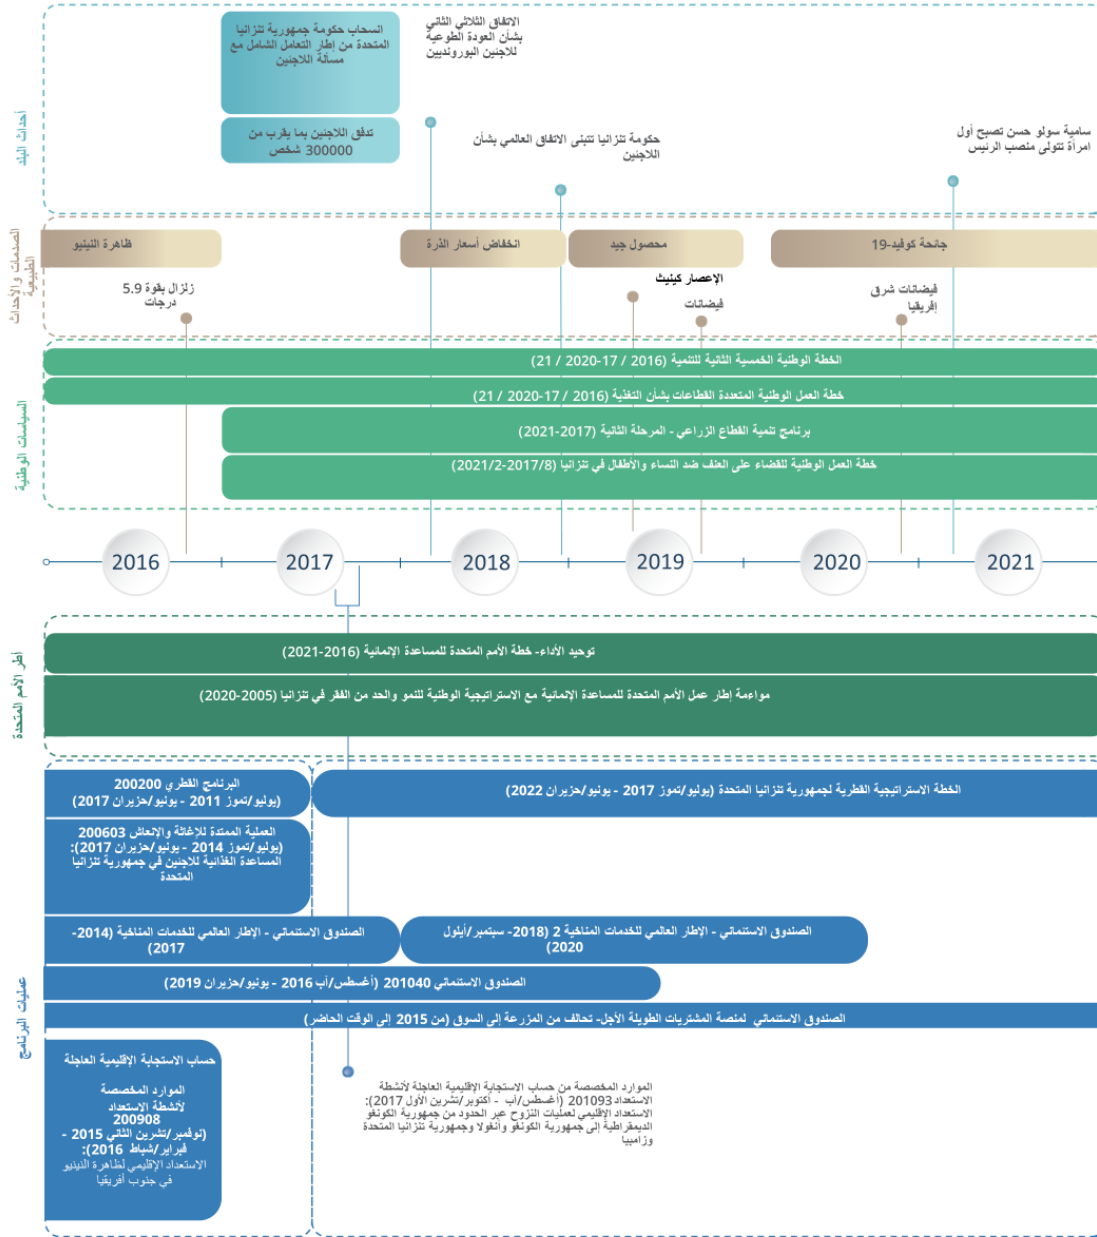 أحداث البلد
انسحاب حكومة جمهورية تنزانيا
المتحدة من إطار التعامل الشامل مع
مسألة اللاجئين
تدفق اللاجئين بما يقرب من
300000 شخص
الاتفاق الثلاثي الثاني
بشأن العودة الطوعية
للاجئين البورونديين
حكومة تنزانيا تتبنى الاتفاق العالمي بشأن
اللاجئين
سامية سولو حسن تصبح أول
امرأة تتولى منصب الرئيس
الصدمات والأحداث
الطبيعية
ظاهرة النينيو
انخفاض أسعار الذرة
محصول جيد
جائحة كوفيد-19
زلزال بقوة 5.9
درجات
الإعصار كينيث
فيضانات
فيضانات شرق
إفريقيا
السياسات الوطنية
الخطة الوطنية الخمسية الثانية للتنمية (2016 / 17-2020 / 21)
خطة العمل الوطنية المتعددة القطاعات بشأن التغذية (2016 / 17-2020 / 21)
برنامج تنمية القطاع الزراعي - المرحلة الثانية (2017-2021)
خطة العمل الوطنية للقضاء على العنف ضد النساء والأطفال في تنزانيا (2017/8-2021/2)
2016
2017
2018
2019
2020
2021
أطر الأمم المتحدة
توحيد الأداء- خطة الأمم المتحدة للمساعدة الإنمائية (2016-2021)
مواءمة إطار عمل الأمم المتحدة للمساعدة الإنمائية مع الاستراتيجية الوطنية للنمو والحد من الفقر في تنزانيا (2005-2020)
عمليات البرنامج
البرنامج القطري 200200
(يوليو/تموز 2011 - يونيو/حزيران 2017)
الخطة الاستراتيجية القطرية لجمهورية تنزانيا المتحدة (يوليو/تموز 2017 - يونيو/حزيران 2022)
العملية الممتدة للإغاثة والإنعاش 200603
(يوليو/تموز 2014 - يونيو/حزيران 2017):
المساعدة الغذائية للاجئين في جمهورية تنزانيا
المتحدة
الصندوق الاستئماني - الإطار العالمي للخدمات المناخية (2014-
2017)
الصندوق الاستئماني - الإطار العالمي للخدمات المناخية 2 (2018- سبتمبر/أيلول
2020)
الصندوق الاستئماني 201040 (أغسطس/آب 2016 - يونيو/حزيران 2019)
الصندوق الاستئماني لمنصة المشتريات الطويلة الأجل- تحالف من المزرعة إلى السوق (من 2015 إلى الوقت الحاضر)
حساب الاستجابة الإقليمية العاجلة
الموارد المخصصة
لأنشطة الاستعداد
200908
(نوفمبر/تشرين الثاني 2015 -
فبراير/شباط 2016):
الاستعداد الإقليمي لظاهرة النينيو
في جنوب أفريقيا
الموارد المخصصة من حساب الاستجابة الإقليمية العاجلة لأنشطة
الاستعداد 201093 (أغسطس/آب - أكتوبر/تشرين الأول 2017):
الاستعداد الإقليمي لعمليات النزوح عبر الحدود من جمهورية الكونغو
الديمقراطية إلى جمهورية الكونغو وأنغولا وجمهورية تنزانيا المتحدة
وزامبيا